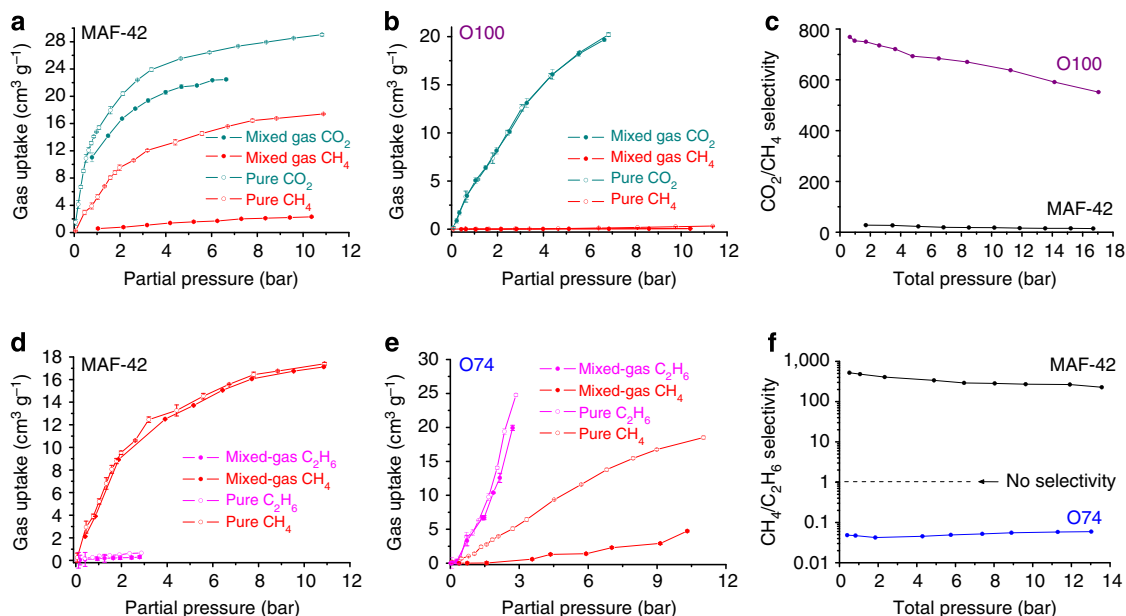 a
MAF-42
28
24
20
16
12
8
4
0
0 2 4 6 8 10 12
Gas uptake (cm³ g⁻¹)
Partial pressure (bar)
Mixed gas CO₂
Mixed gas CH₄
Pure CO₂
Pure CH₄
b
O100
20
15
10
5
0
0 2 4 6 8 10 12
Gas uptake (cm³ g⁻¹)
Partial pressure (bar)
Mixed gas CO₂
Mixed gas CH₄
Pure CO₂
Pure CH₄
c
800
600
400
200
0
0 2 4 6 8 10 12 14 16 18
CO₂/CH₄ selectivity
Total pressure (bar)
O100
MAF-42
d
MAF-42
18
16
14
12
10
8
6
4
2
0
0 2 4 6 8 10 12
Gas uptake (cm³ g⁻¹)
Partial pressure (bar)
Mixed-gas C₂H₆
Mixed-gas CH₄
Pure C₂H₆
Pure CH₄
e
O74
30
25
20
15
10
5
0
0 3 6 9 12
Gas uptake (cm³ g⁻¹)
Partial pressure (bar)
Mixed-gas C₂H₆
Mixed-gas CH₄
Pure C₂H₆
Pure CH₄
f
1,000
100
10
1
0.1
0.01
0 2 4 6 8 10 12 14
CH₄/C₂H₆ selectivity
Total pressure (bar)
MAF-42
No selectivity
O74